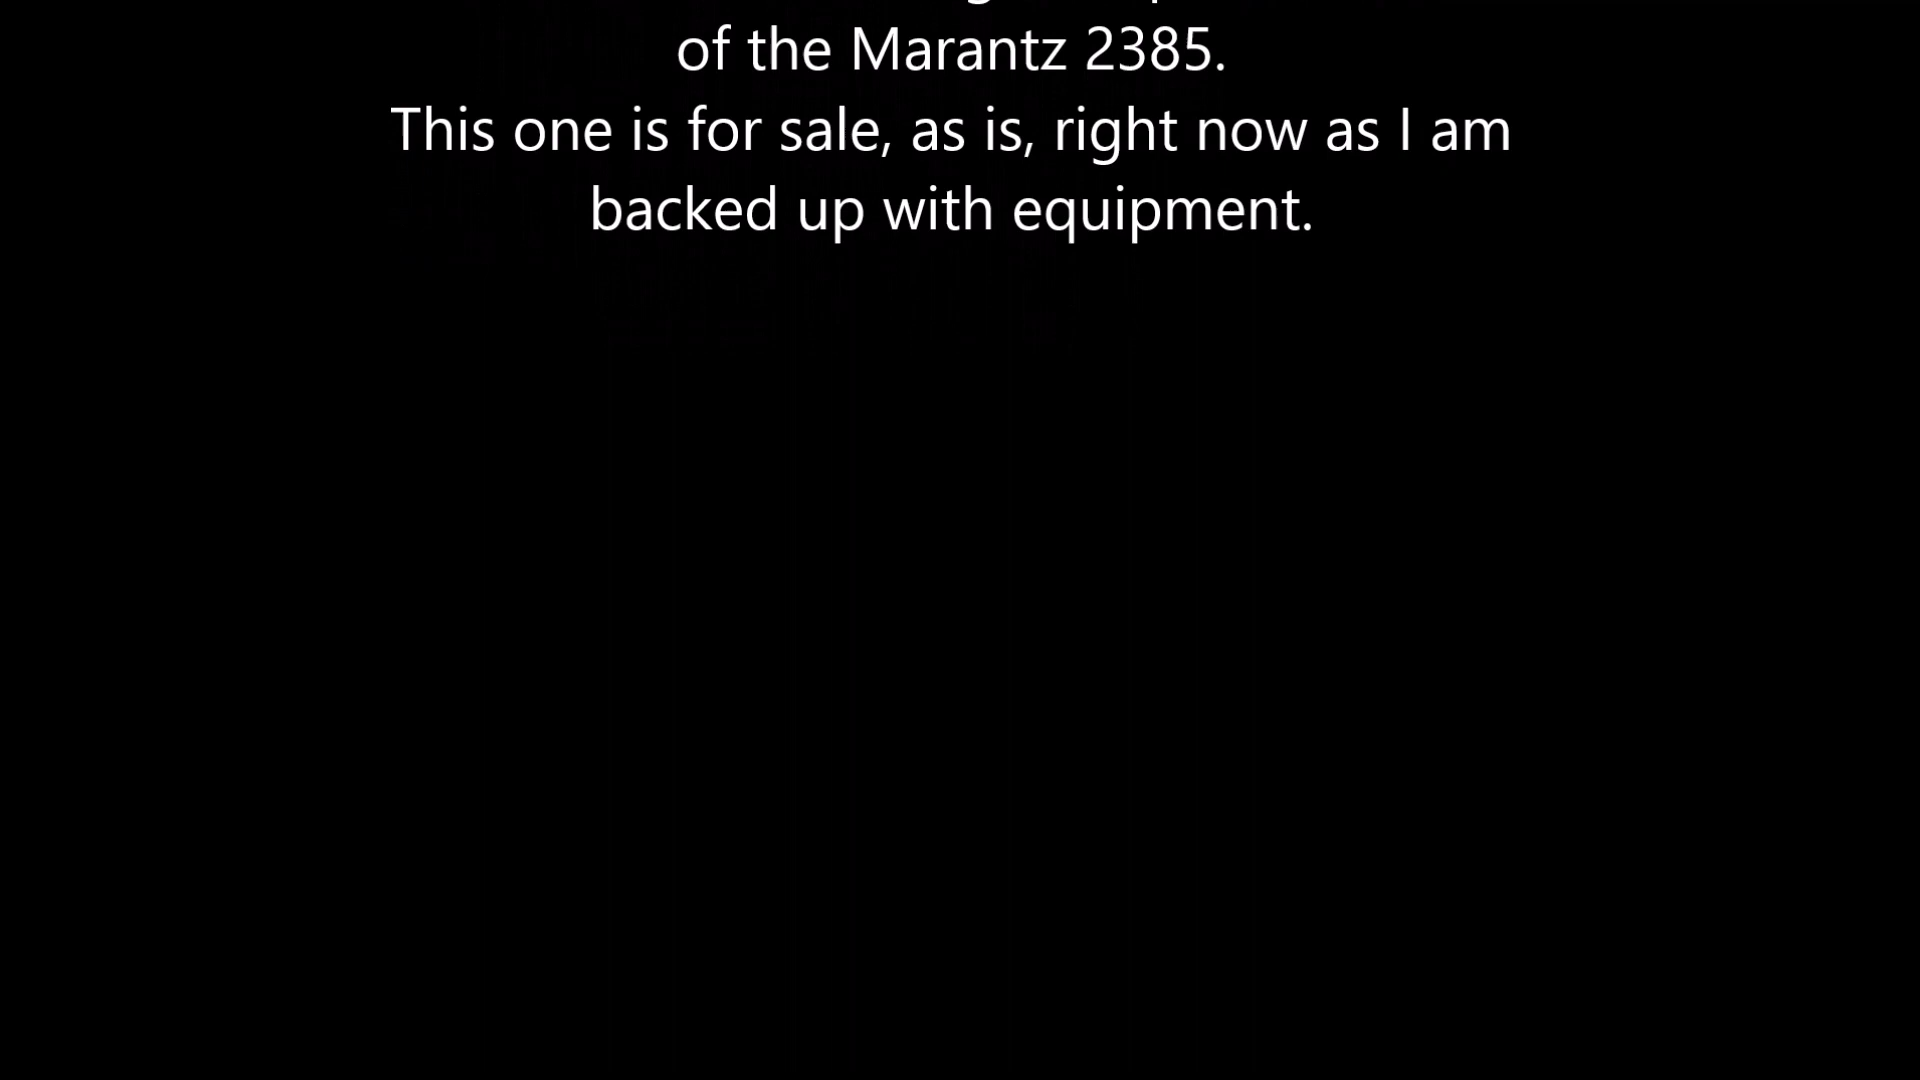 of the Marantz 2385.
This one is for sale, as is, right now as I am
backed up with equipment.